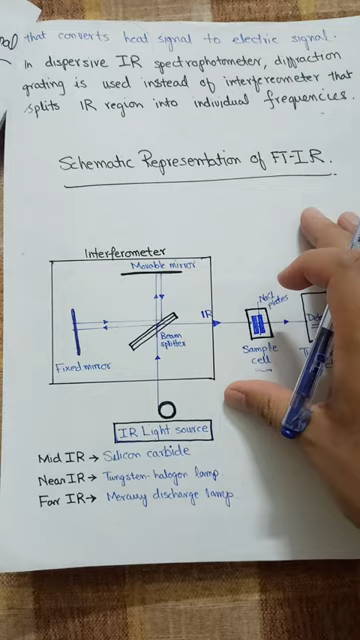 that converts heat signal to electric signal.
In dispersive IR spectrophotometer, diffraction
grating is used instead of interfereometer that
splits IR region into individual frequencies.
Schematic Representation of FT-IR.
Interferometer
Movable mirror
IR
NaCl plates
Beam splitter
Fixed mirror
Sample cell
IR Light source
Mid IR → Silicon carbide
Near IR → Tungsten-halogen lamp.
Far IR → Mercury discharge lamp.